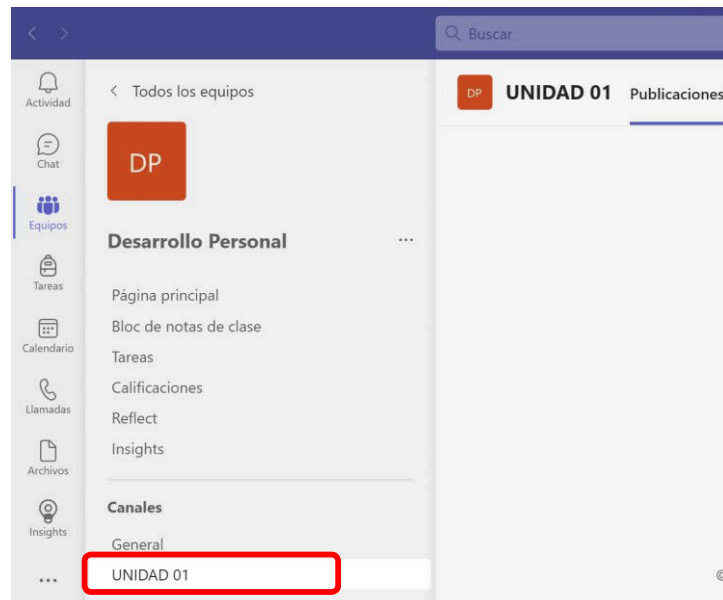 Buscar
Actividad
Chat
Equipos
Tareas
Calendario
Llamadas
Archivos
Insights
Todos los equipos
DP
Desarrollo Personal
Página principal
Bloc de notas de clase
Tareas
Calificaciones
Reflect
Insights
Canales
General
UNIDAD 01
DP
UNIDAD 01 Publicaciones